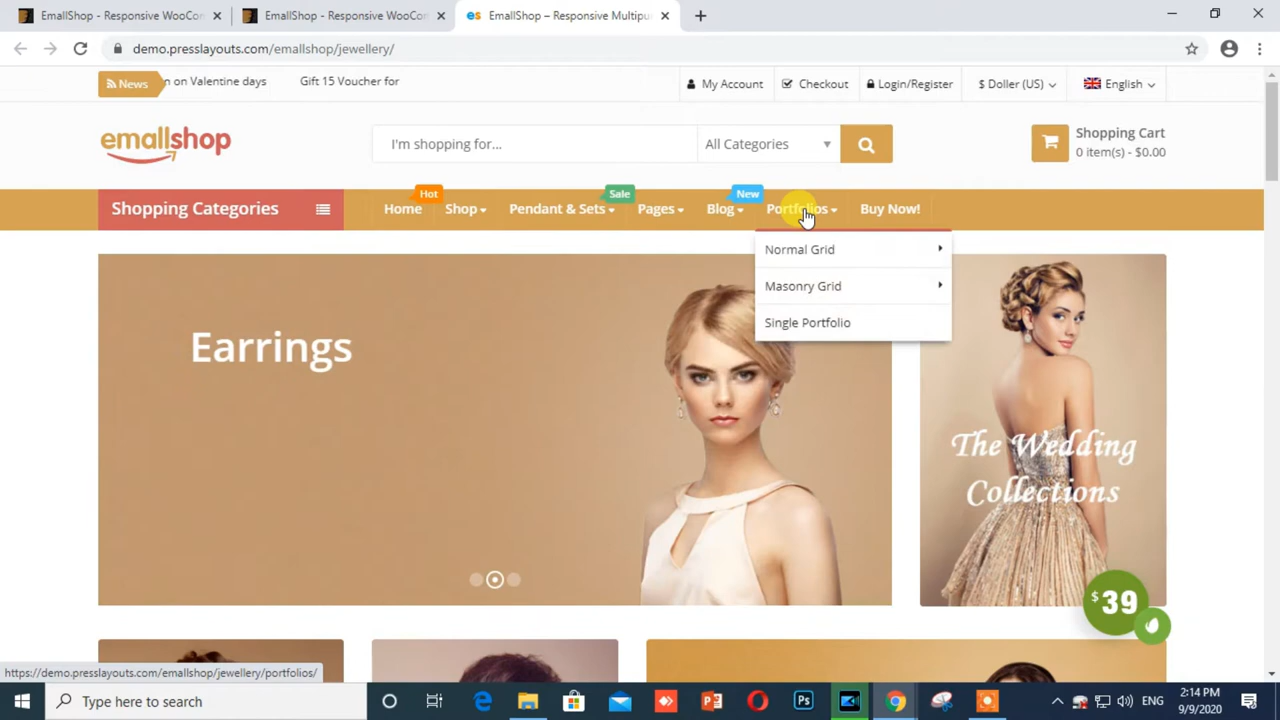 EmallShop - Responsive WooCom
EmallShop - Responsive WooCom
es EmallShop – Responsive Multipu
demo.presslayouts.com/emallshop/jewellery/
News
n on Valentine days
Gift 15 Voucher for
My Account
Checkout
Login/Register
$ Doller (US)
English
emallshop
I'm shopping for...
All Categories
Shopping Cart
0 item(s) - $0.00
Hot
Sale
New
Shopping Categories
Home
Shop
Pendant & Sets
Pages
Blog
Portfolios
Buy Now!
Normal Grid
Masonry Grid
Single Portfolio
Earrings
The Wedding
Collections
$39
https://demo.presslayouts.com/emallshop/jewellery/portfolios/
Type here to search
Ps
ENG
2:14 PM
9/9/2020